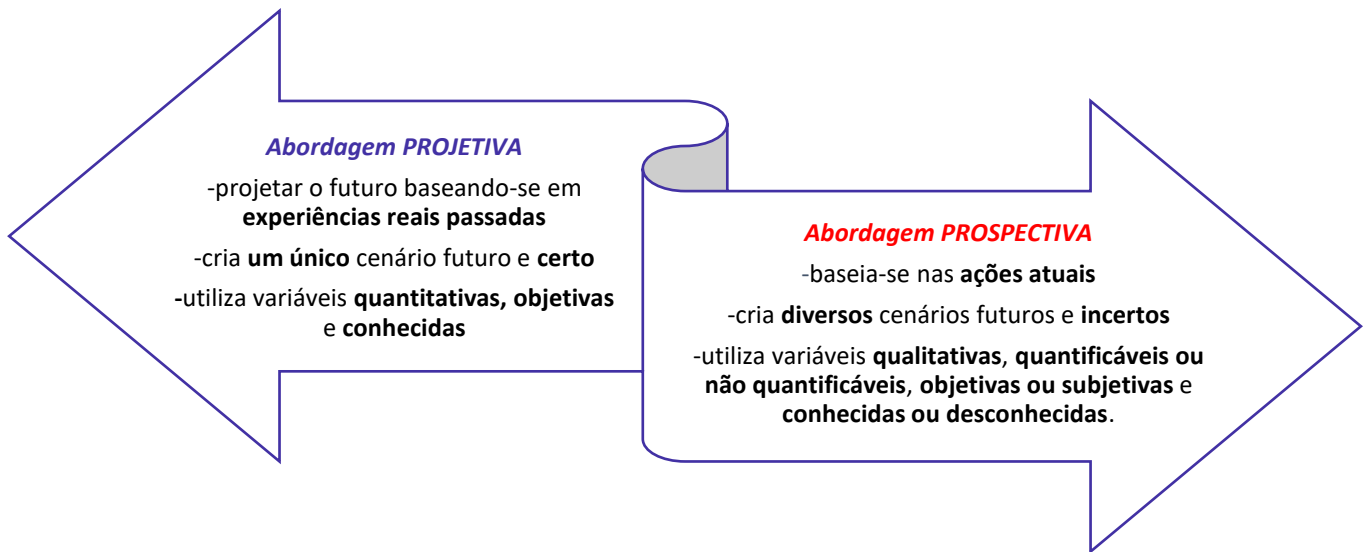 Abordagem PROJETIVA
-projetar o futuro baseando-se em
experiências reais passadas
-cria um único cenário futuro e certo
-utiliza variáveis quantitativas, objetivas
e conhecidas
Abordagem PROSPECTIVA
-baseia-se nas ações atuais
-cria diversos cenários futuros e incertos
-utiliza variáveis qualitativas, quantificáveis ou
não quantificáveis, objetivas ou subjetivas e
conhecidas ou desconhecidas.